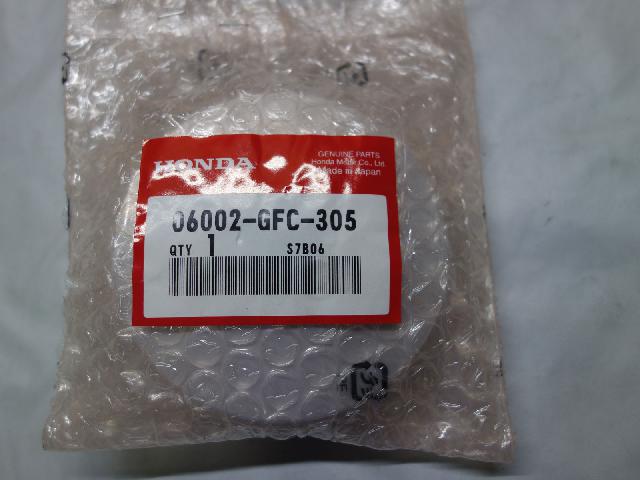 HONDA
GENUINE PARTS
Honda Motor Co., Ltd.
Made in Japan
06002-GFC-305
QTY 1 S7B06